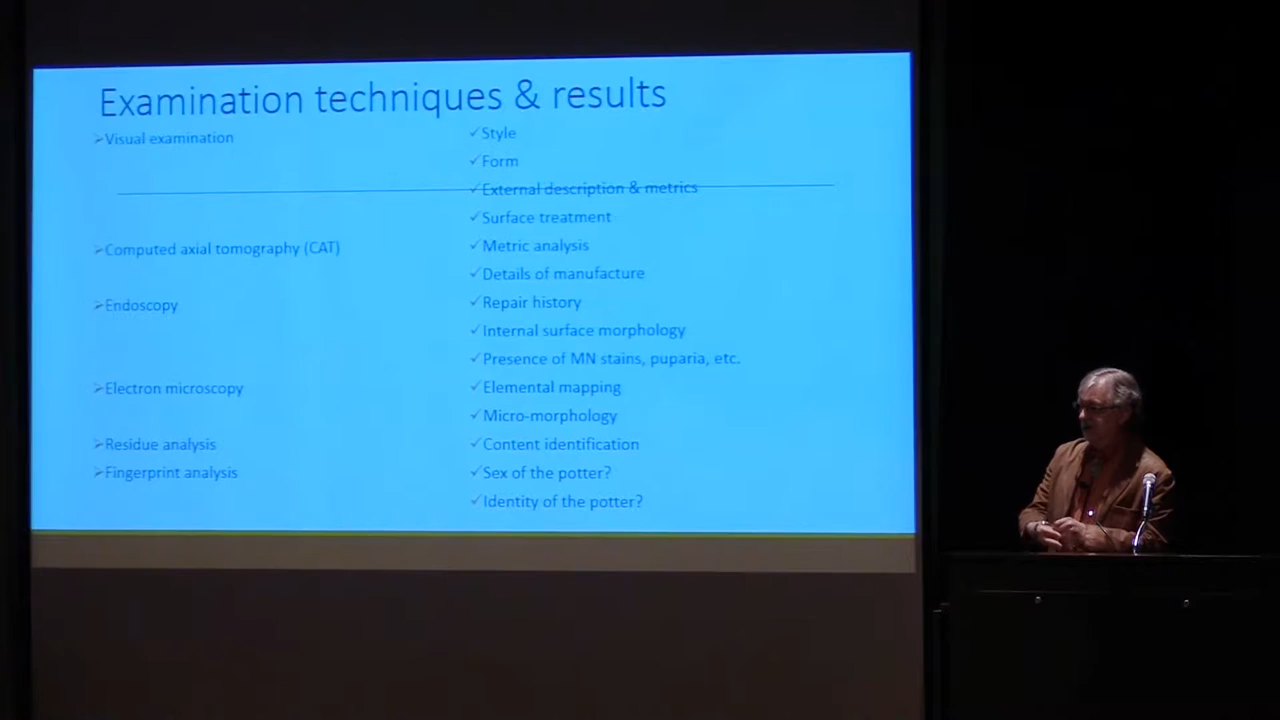 Examination techniques & results
➢Visual examination
➢Computed axial tomography (CAT)
➢Endoscopy
➢Electron microscopy
➢Residue analysis
➢Fingerprint analysis
✓Style
✓Form
✓External description & metrics
✓Surface treatment
✓Metric analysis
✓Details of manufacture
✓Repair history
✓Internal surface morphology
✓Presence of MN stains, puparia, etc.
✓Elemental mapping
✓Micro-morphology
✓Content identification
✓Sex of the potter?
✓Identity of the potter?